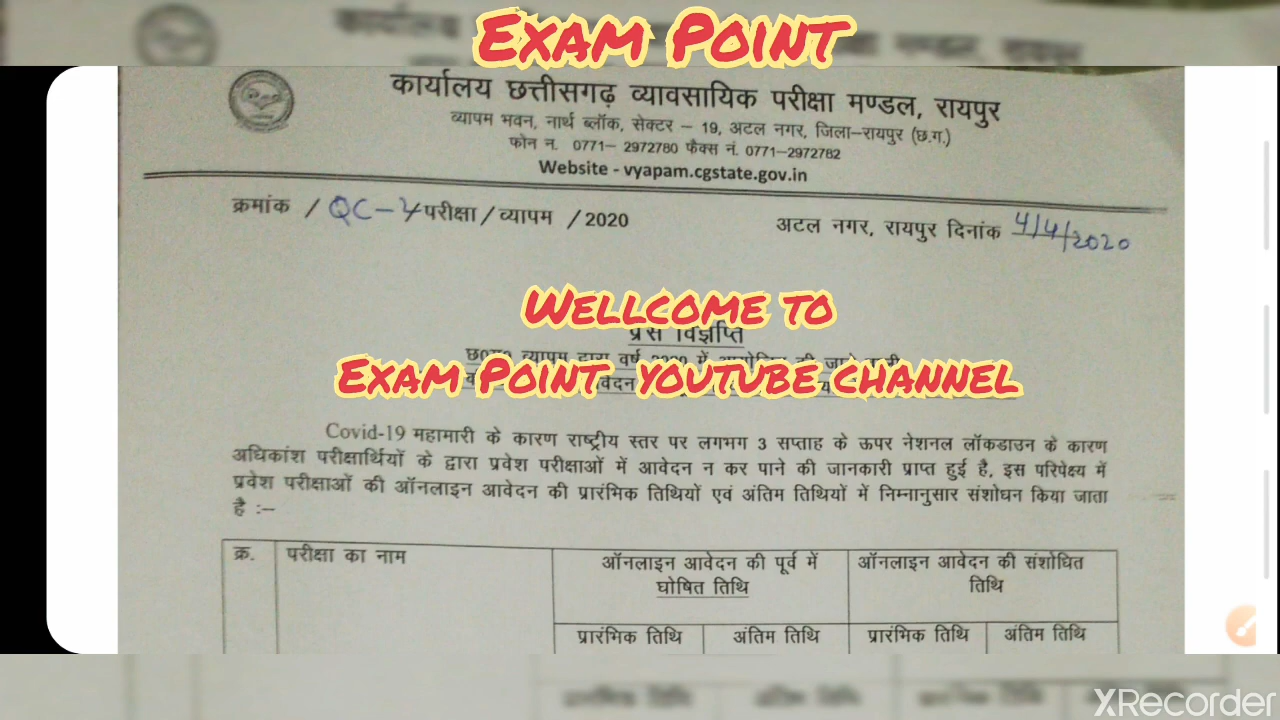 EXAM POINT
कार्यालय छत्तीसगढ़ व्यावसायिक परीक्षा मण्डल, रायपुर
व्यापम भवन, नार्थ ब्लॉक, सेक्टर – 19, अटल नगर, जिला–रायपुर (छ.ग.)
फोन न. 0771– 2972780 फैक्स नं. 0771–2972782
Website - vyapam.cgstate.gov.in
क्रमांक / QC-4 परीक्षा / व्यापम / 2020
अटल नगर, रायपुर दिनांक 4/4/2020
WELLCOME TO
प्रेस विज्ञप्ति
व्यापम द्वारा वर्ष 2020 में
EXAM POINT YOUTUBE CHANNEL
Covid-19 महामारी के कारण राष्ट्रीय स्तर पर लगभग 3 सप्ताह के ऊपर नेशनल लॉकडाउन के कारण
अधिकांश परीक्षार्थियों के द्वारा प्रवेश परीक्षाओं में आवेदन न कर पाने की जानकारी प्राप्त हुई है, इस परिपेक्ष्य में
प्रवेश परीक्षाओं की ऑनलाइन आवेदन की प्रारंभिक तिथियों एवं अंतिम तिथियों में निम्नानुसार संशोधन किया जाता
है :–
क्र. परीक्षा का नाम
ऑनलाइन आवेदन की पूर्व में
घोषित तिथि
ऑनलाइन आवेदन की संशोधित
तिथि
प्रारंभिक तिथि अंतिम तिथि प्रारंभिक तिथि अंतिम तिथि
XRecorder